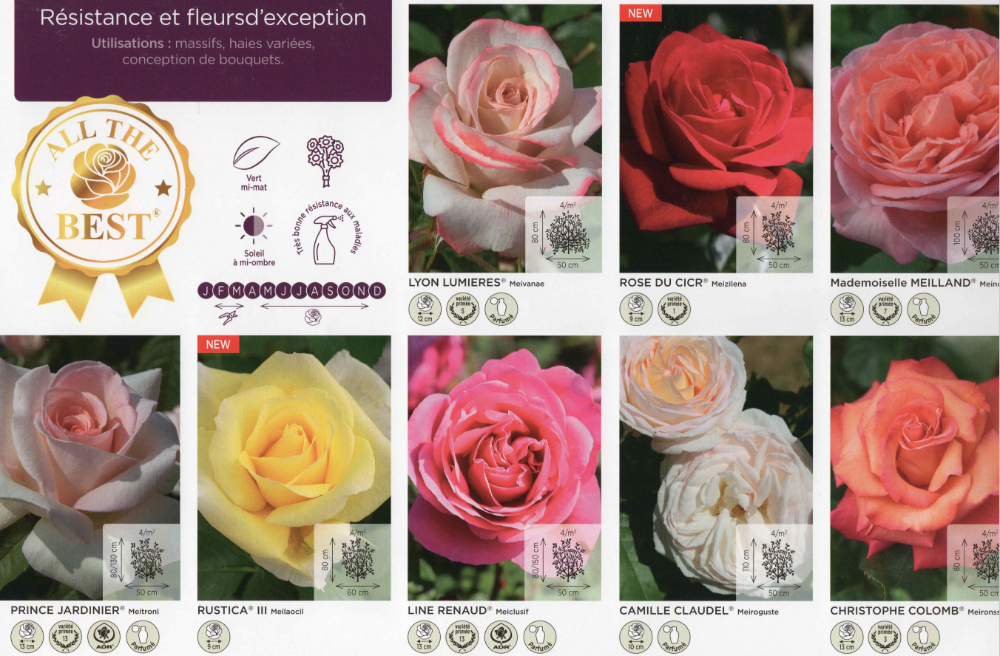 Résistance et fleursd'exception
Utilisations : massifs, haies variées,
conception de bouquets.
ALL THE
BEST®
Vert
mi-mat
Soleil
à mi-ombre
Très bonne résistance aux maladies
J F M A M J J A S O N D
4/m²
80 cm
50 cm
LYON LUMIERES® Meivanae
12 cm
variété
primée
5
Parfumé
NEW
4/m²
80 cm
50 cm
ROSE DU CICR® Meizilena
9 cm
variété
primée
1
4/m²
100 cm
50 cm
Mademoiselle MEILLAND®
13 cm
variété
primée
7
Parfumé
4/m²
80/130 cm
50 cm
PRINCE JARDINIER® Meitroni
13 cm
variété
primée
13
ADR®
Parfumé
NEW
4/m²
80 cm
60 cm
RUSTICA® III Meilaocil
9 cm
4/m²
80/150 cm
50 cm
LINE RENAUD® Meiclusif
13 cm
variété
primée
13
ADR®
Parfumé
4/m²
110 cm
50 cm
CAMILLE CLAUDEL® Meiroguste
10 cm
Parfumé
4/m²
80 cm
50 cm
CHRISTOPHE COLOMB® Meironss
13 cm
variété
primée
3
Parfumé